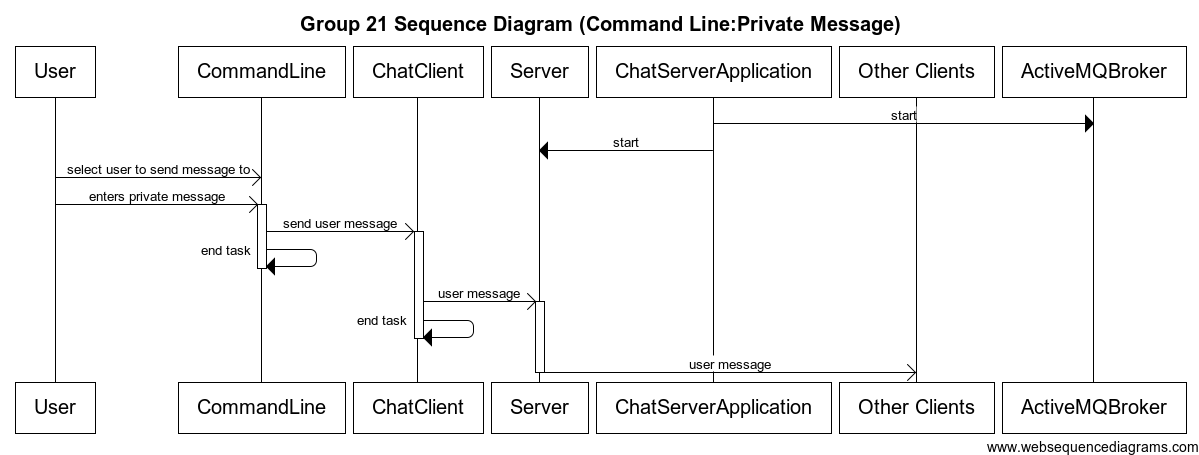 Group 21 Sequence Diagram (Command Line:Private Message)
User
CommandLine
ChatClient
Server
ChatServerApplication
Other Clients
ActiveMQBroker
start
start
select user to send message to
enters private message
send user message
end task
user message
end task
user message
User
CommandLine
ChatClient
Server
ChatServerApplication
Other Clients
ActiveMQBroker
www.websequencediagrams.com